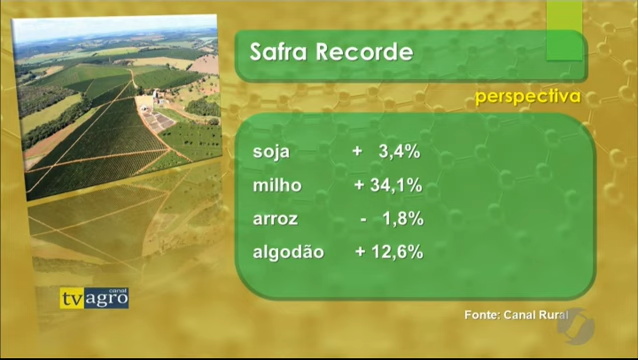 Safra Recorde
perspectiva
soja + 3,4%
milho + 34,1%
arroz - 1,8%
algodão + 12,6%
canal
tv agro
Fonte: Canal Rural